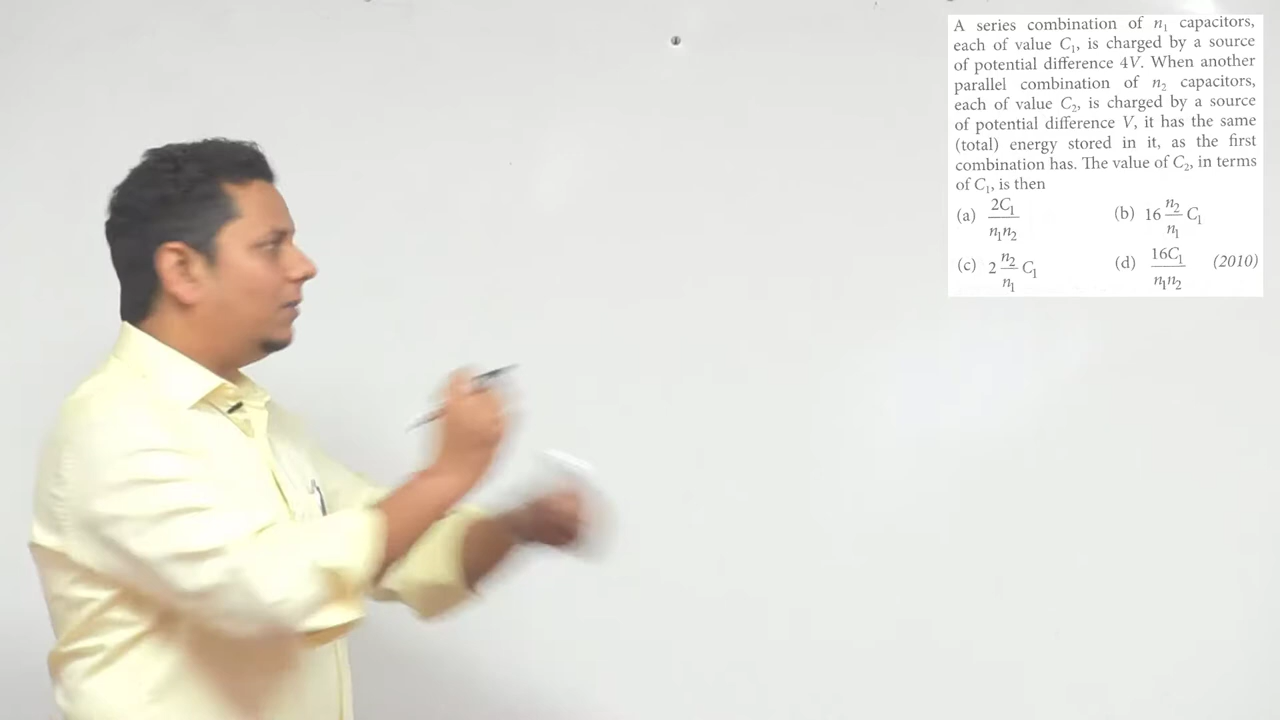 A series combination of n₁ capacitors,
each of value C₁, is charged by a source
of potential difference 4V. When another
parallel combination of n₂ capacitors,
each of value C₂, is charged by a source
of potential difference V, it has the same
(total) energy stored in it, as the first
combination has. The value of C₂, in terms
of C₁, is then
(a) 2C₁/n₁n₂ (b) 16 n₂/n₁ C₁
(c) 2 n₂/n₁ C₁ (d) 16C₁/n₁n₂ (2010)